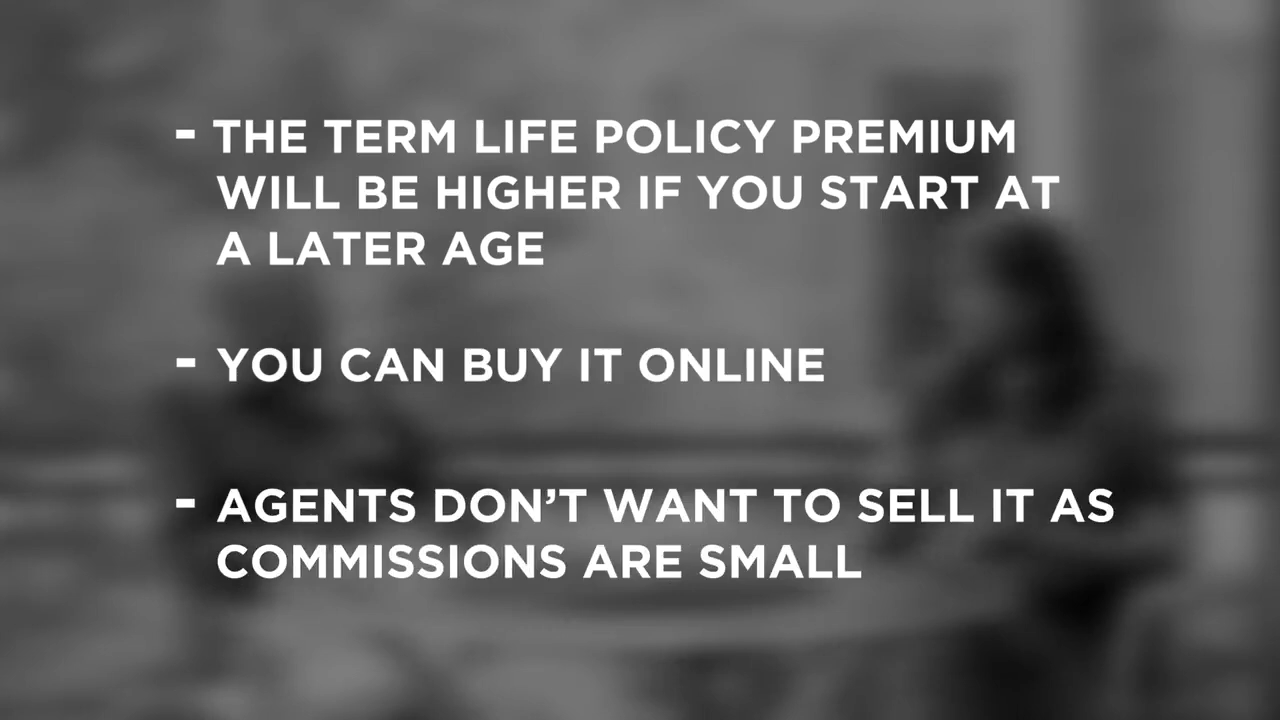 - THE TERM LIFE POLICY PREMIUM
WILL BE HIGHER IF YOU START AT
A LATER AGE
- YOU CAN BUY IT ONLINE
- AGENTS DON’T WANT TO SELL IT AS
COMMISSIONS ARE SMALL